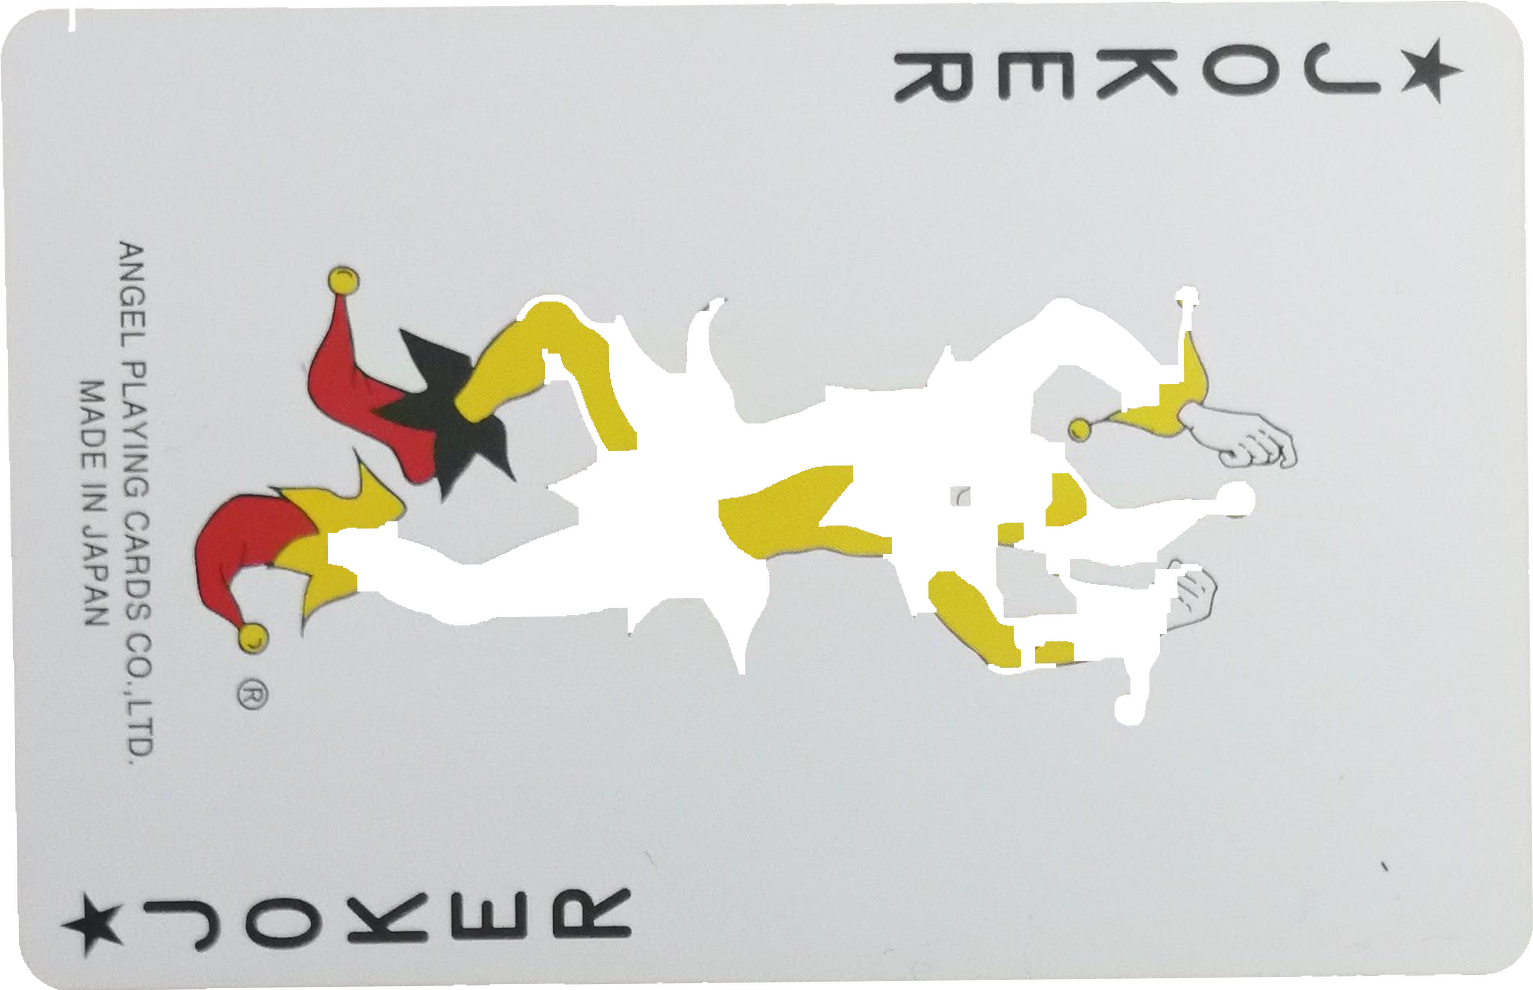 ★JOKER
ANGEL PLAYING CARDS CO.,LTD.
MADE IN JAPAN
®
★JOKER